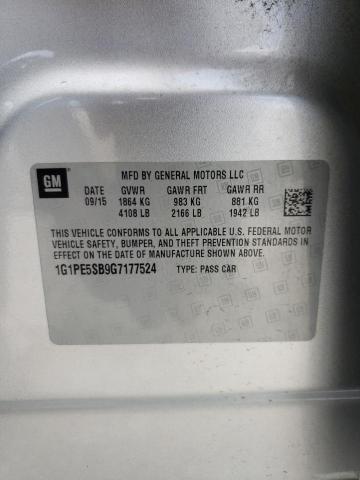 GM
MFD BY GENERAL MOTORS LLC
DATE GVWR GAWR FRT GAWR RR
09/15 1864 KG 983 KG 881 KG
4108 LB 2166 LB 1942 LB
THIS VEHICLE CONFORMS TO ALL APPLICABLE U.S. FEDERAL MOTOR
VEHICLE SAFETY, BUMPER, AND THEFT PREVENTION STANDARDS IN
EFFECT ON THE DATE OF MANUFACTURE SHOWN ABOVE.
1G1PE5SB9G7177524 TYPE: PASS CAR